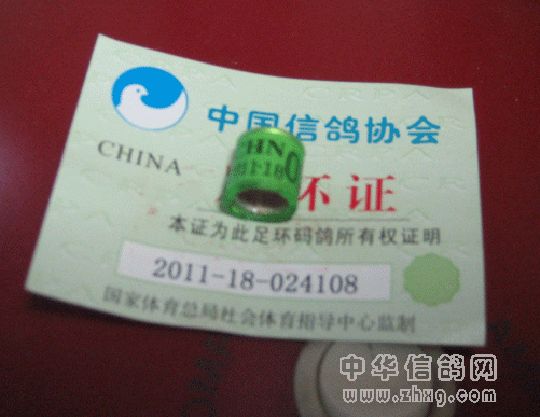 中国信鸽协会
CHINA
CHN
环证
本证为此足环码鸽所有权证明
2011-18-024108
国家体育总局社会体育指导中心监制
中华信鸽网
www.zhxg.com